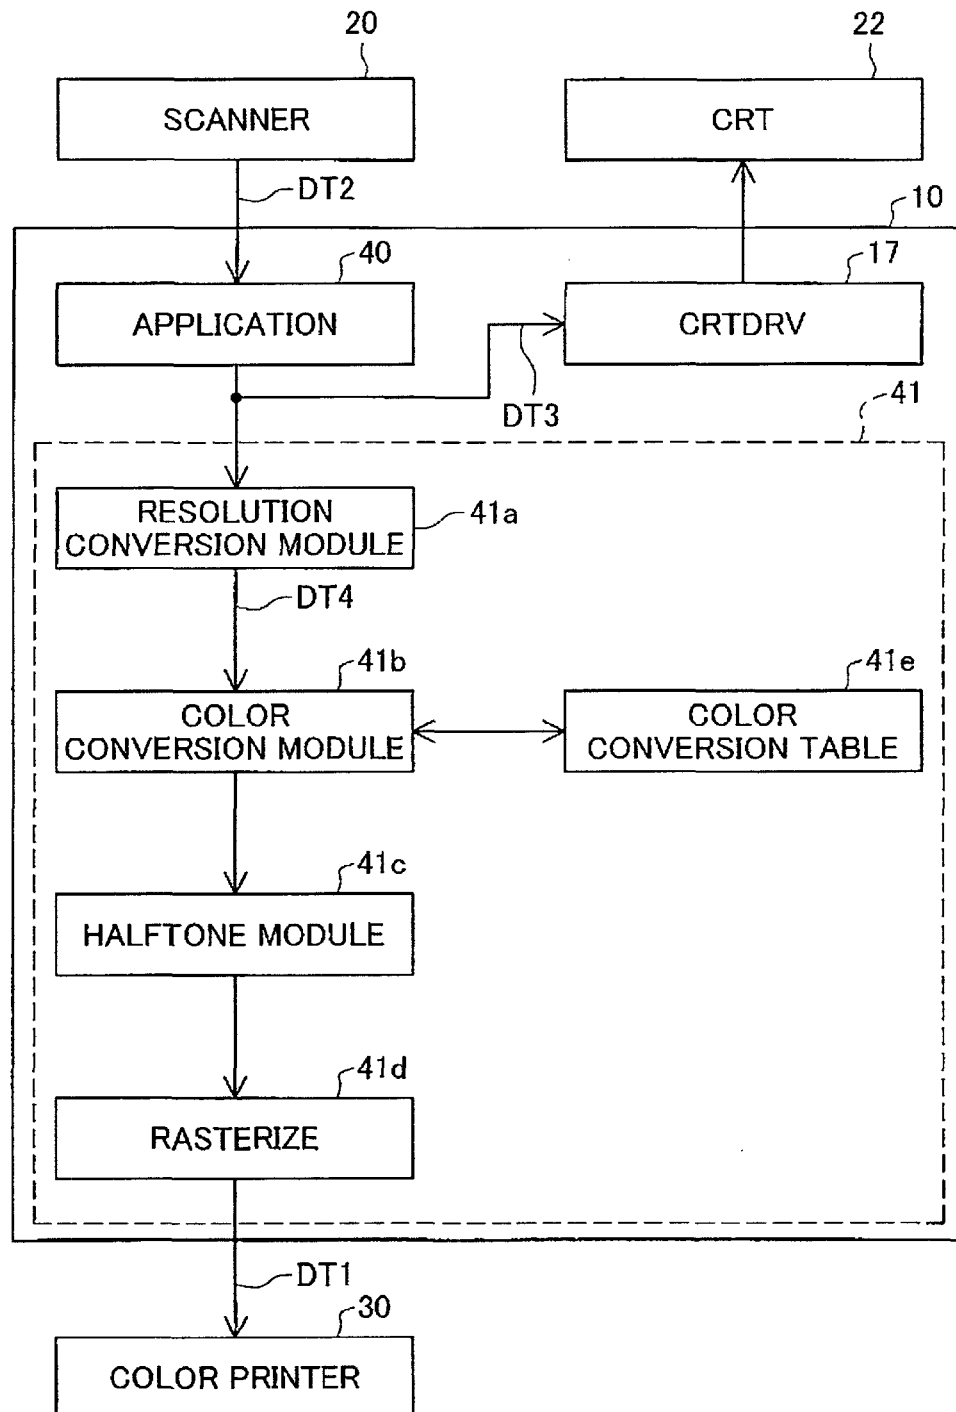 20
22
SCANNER
CRT
DT2
10
40
17
APPLICATION
CRTDRV
DT3
41
RESOLUTION
CONVERSION MODULE
41a
DT4
41b
41e
COLOR
CONVERSION MODULE
COLOR
CONVERSION TABLE
41c
HALFTONE MODULE
41d
RASTERIZE
DT1
30
COLOR PRINTER